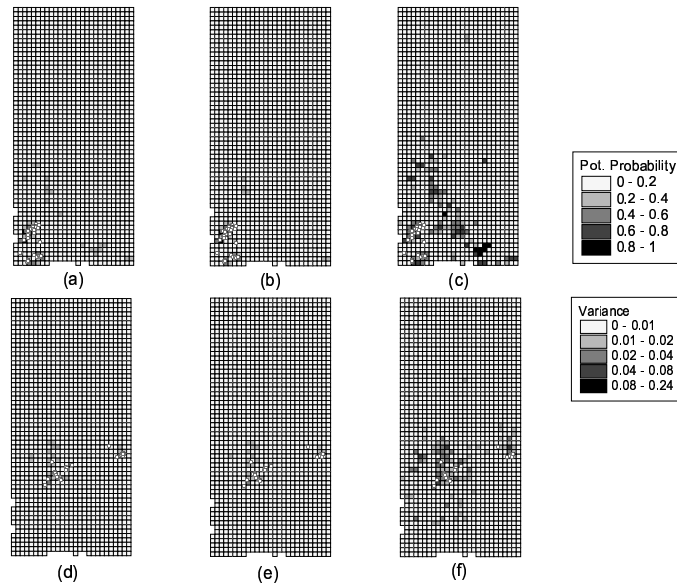 Pot. Probability
0 - 0.2
0.2 - 0.4
0.4 - 0.6
0.6 - 0.8
0.8 - 1
(a)
(b)
(c)
Variance
0 - 0.01
0.01 - 0.02
0.02 - 0.04
0.04 - 0.08
0.08 - 0.24
(d)
(e)
(f)